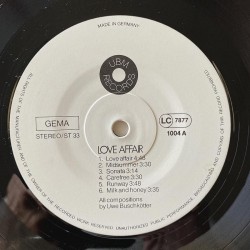 MADE IN GERMANY
UBM
RECORDS
GEMA
STEREO/ST 33
LC 7877
1004 A
LOVE AFFAIR
1. Love affair 4:48
2. Midsummer 3:30
3. Sonata 3:14
4. Carefree 3:30
5. Runaway 3:48
6. Milk and honey 3:35
All compositions
by Uwe Buschkötter